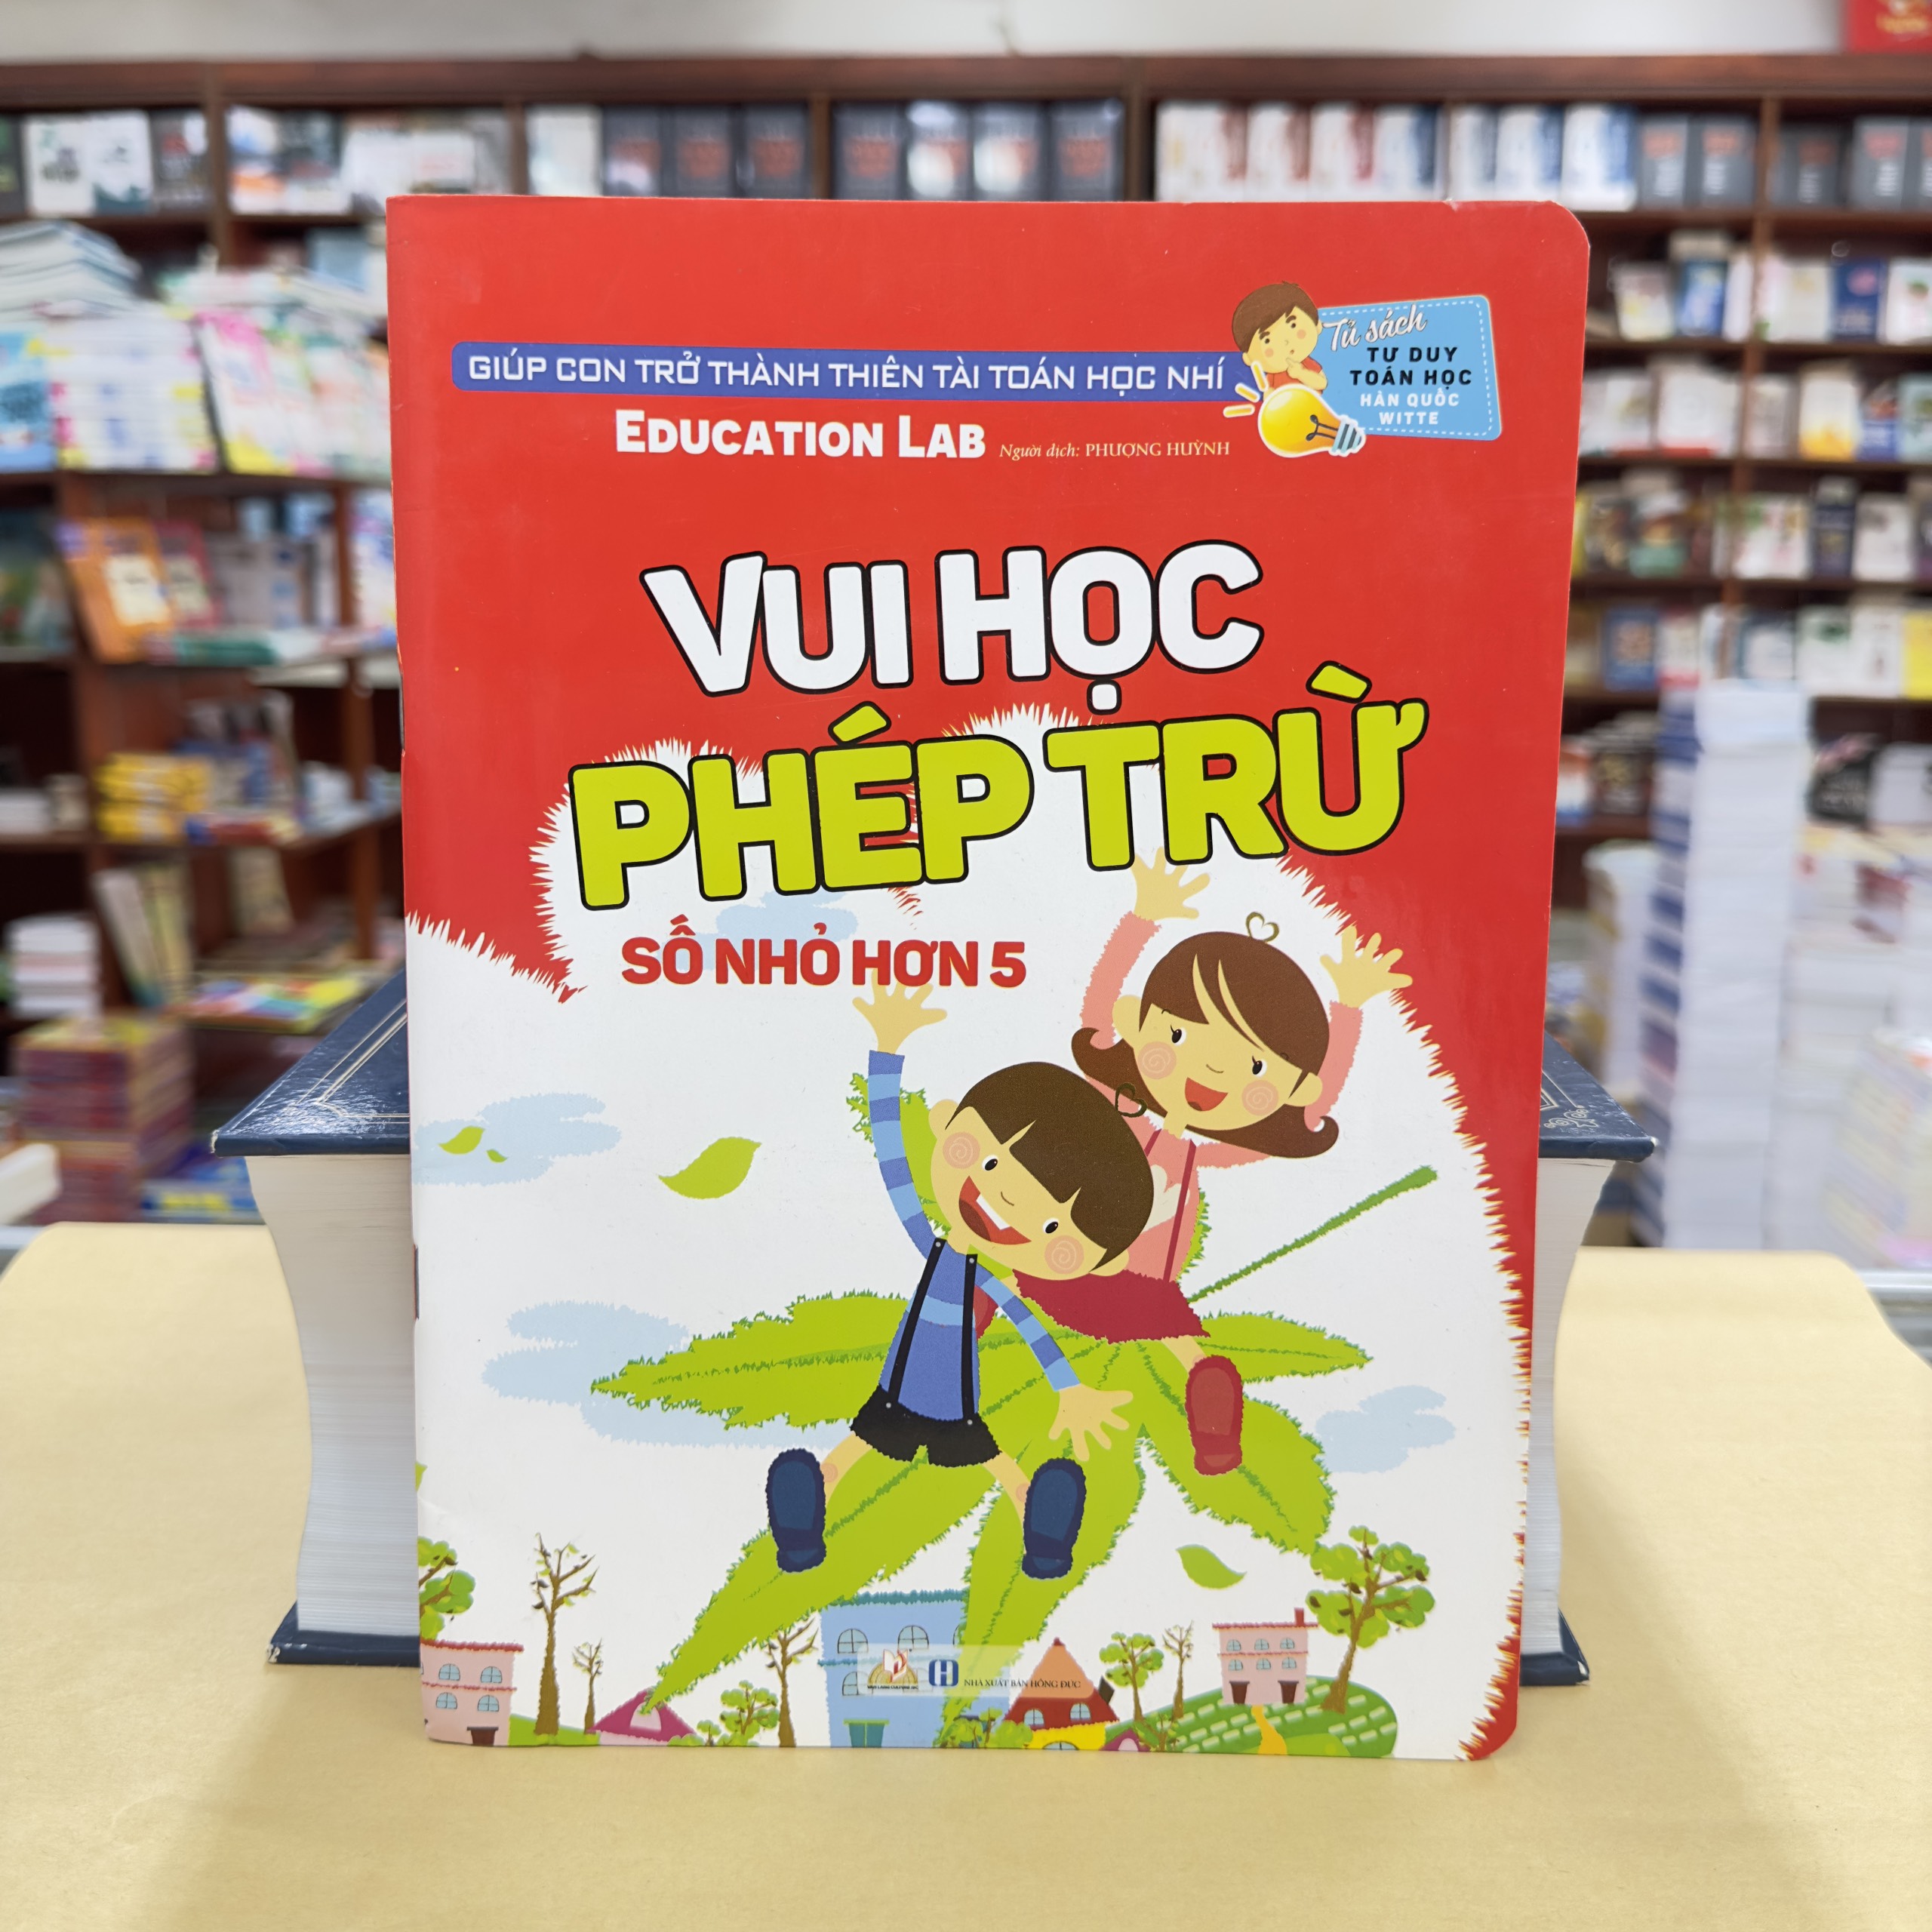 GIÚP CON TRỞ THÀNH THIÊN TÀI TOÁN HỌC NHÍ
Tủ sách
TƯ DUY
TOÁN HỌC
HÀN QUỐC
WITTE
EDUCATION LAB Người dịch: PHƯỢNG HUỲNH
VUI HỌC
PHÉP TRỪ
SỐ NHỎ HƠN 5
NHÀ XUẤT BẢN HỒNG ĐỨC